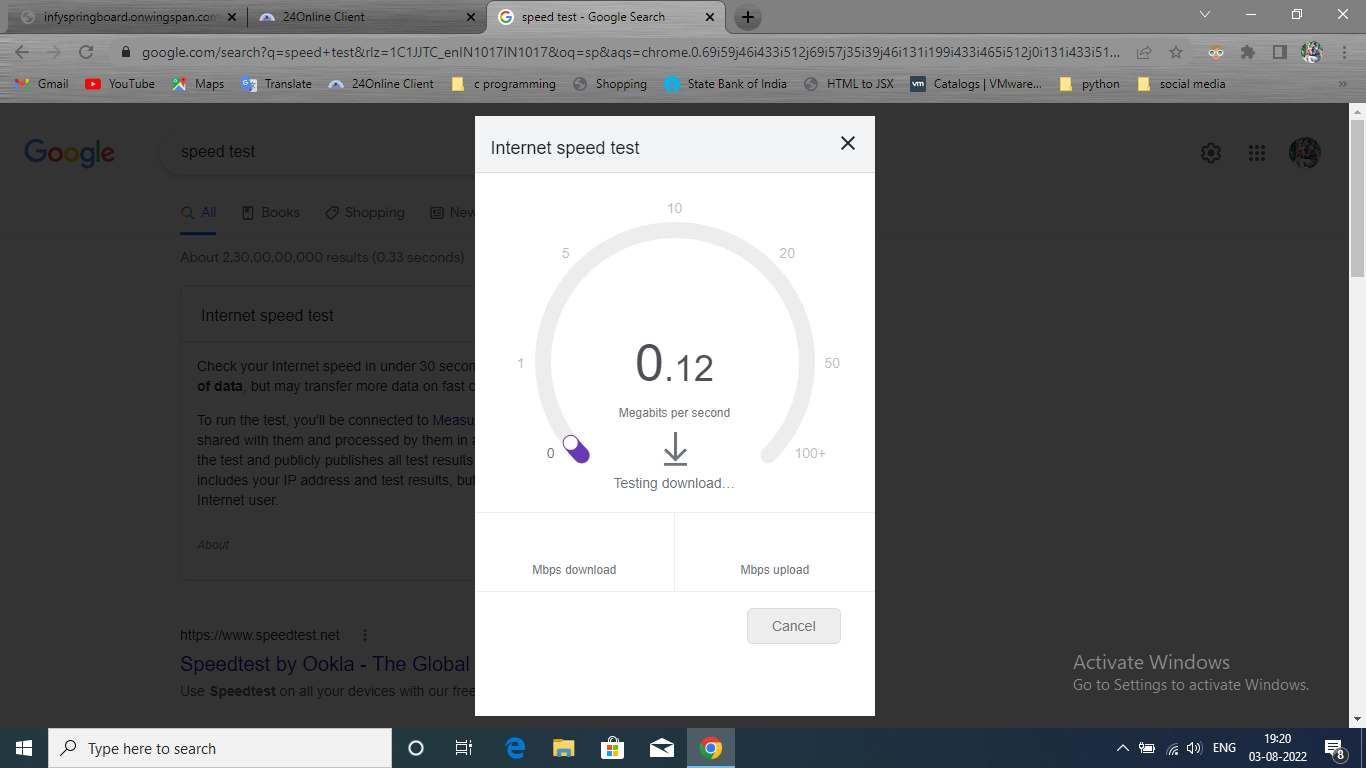 infyspringboard.onwingspan.com
24Online Client
speed test - Google Search
google.com/search?q=speed+test&rlz=1C1JJTC_enIN1017IN1017&oq=sp&aqs=chrome.0.69i59j46i433i512j69i57j35i39j46i131i199i433i465i512j0i131i433i51...
Gmail
YouTube
Maps
Translate
24Online Client
c programming
Shopping
State Bank of India
HTML to JSX
vm
Catalogs | VMware...
python
social media
»
Google
speed test
All
Books
Shopping
New
About 2,30,00,00,000 results (0.33 seconds)
Internet speed test
Check your Internet speed in under 30 secon
of data, but may transfer more data on fast c
To run the test, you'll be connected to Measu
shared with them and processed by them in a
the test and publicly publishes all test results
includes your IP address and test results, but
Internet user.
About
https://www.speedtest.net
Speedtest by Ookla - The Global
Use Speedtest on all your devices with our free
Internet speed test
10
5
20
1
50
0
100+
0.12
Megabits per second
Testing download...
Mbps download
Mbps upload
Cancel
Activate Windows
Go to Settings to activate Windows.
Type here to search
ENG
19:20
03-08-2022
8